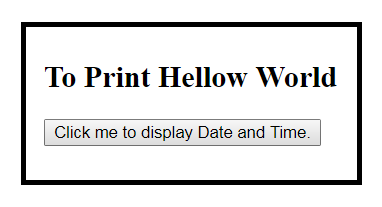 To Print Hellow World
Click me to display Date and Time.